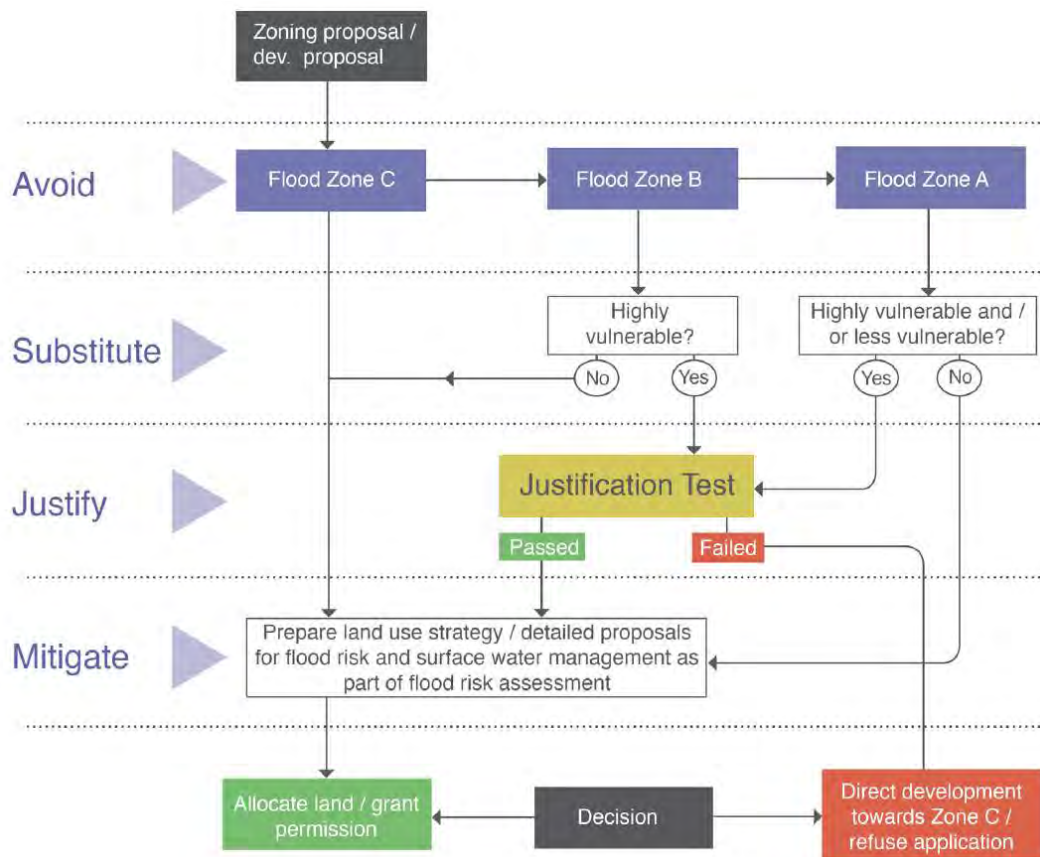 Zoning proposal /
dev. proposal
Avoid
Flood Zone C
Flood Zone B
Flood Zone A
Substitute
Highly
vulnerable?
No
Yes
Highly vulnerable and /
or less vulnerable?
Yes
No
Justify
Justification Test
Passed
Failed
Mitigate
Prepare land use strategy / detailed proposals
for flood risk and surface water management as
part of flood risk assessment
Allocate land / grant
permission
Decision
Direct development
towards Zone C /
refuse application